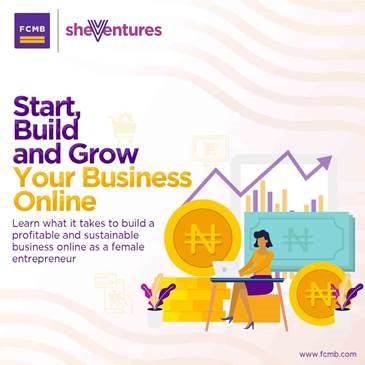 FCMB
sheVentures
Start,
Build
and Grow
Your Business
Online
Learn what it takes to build a
profitable and sustainable
business online as a female
entrepreneur
www.fcmb.com